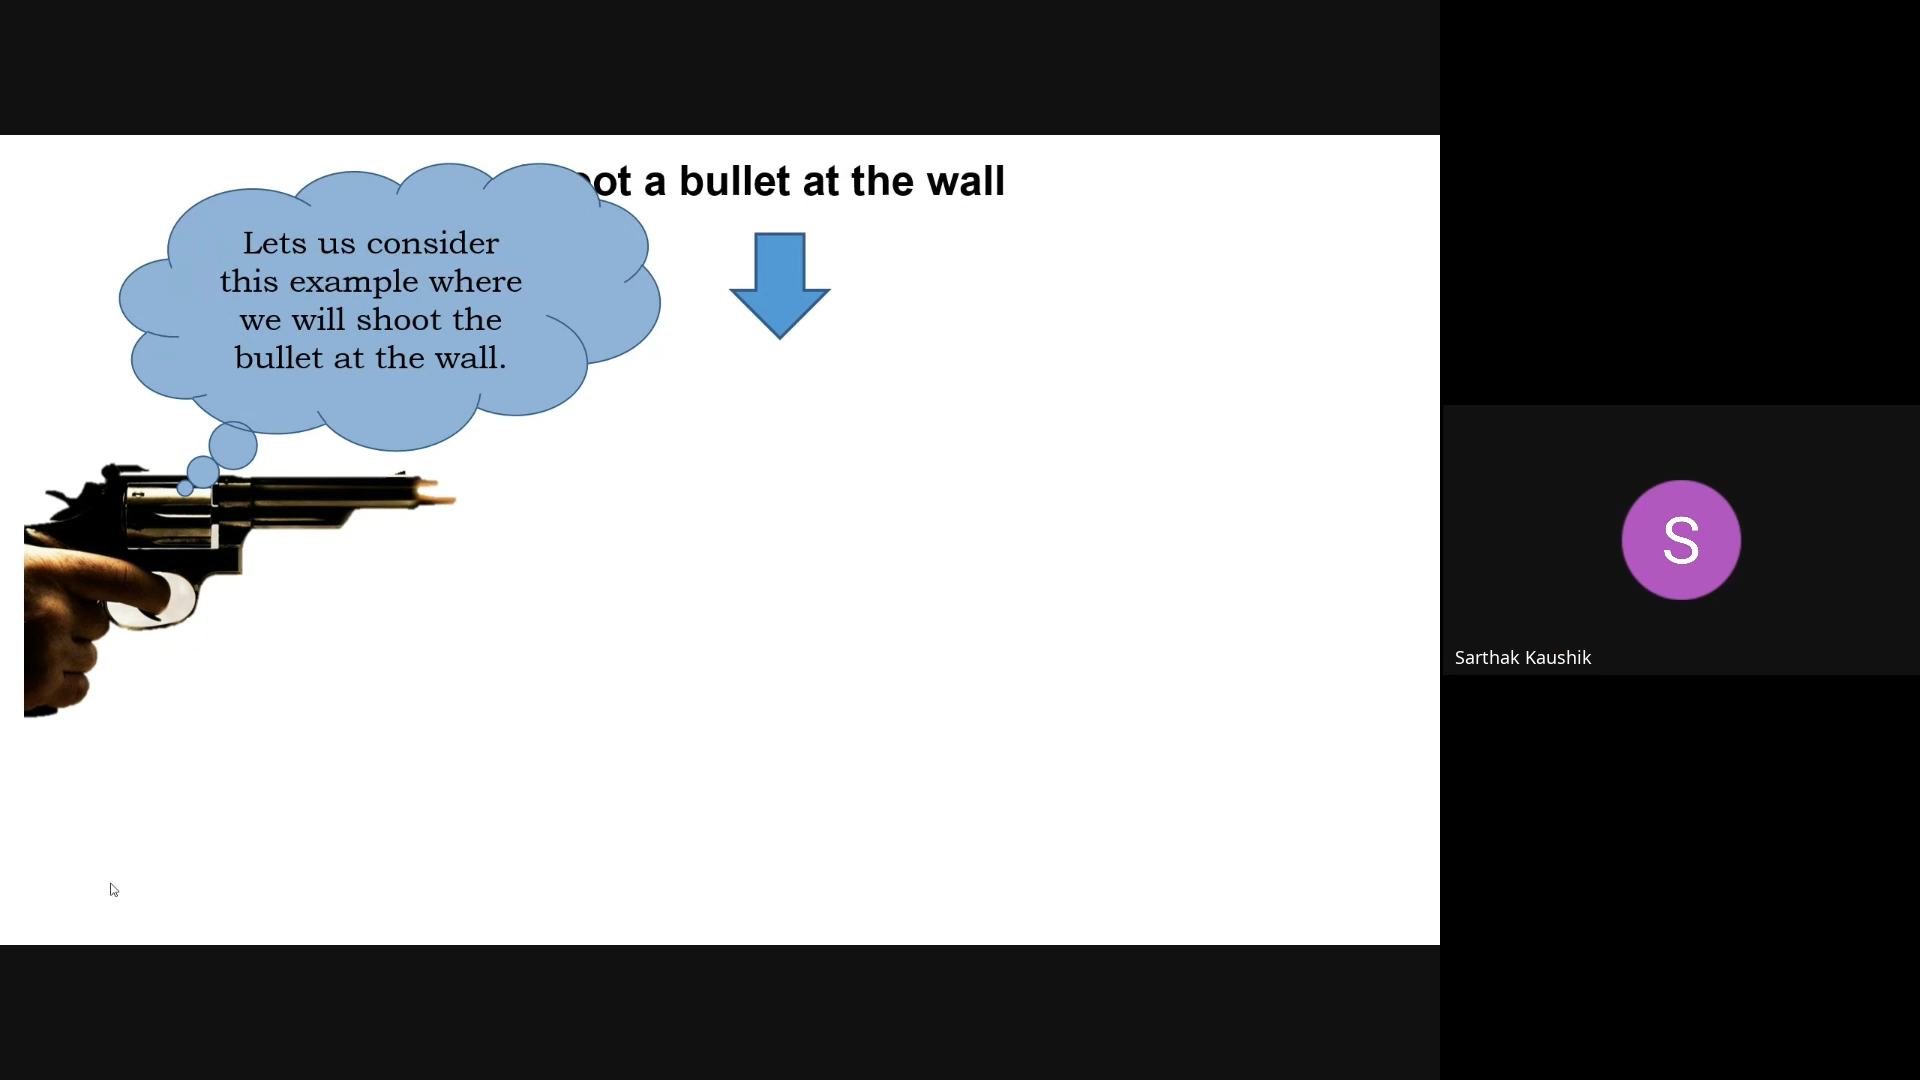 oot a bullet at the wall
Lets us consider
this example where
we will shoot the
bullet at the wall.
S
Sarthak Kaushik